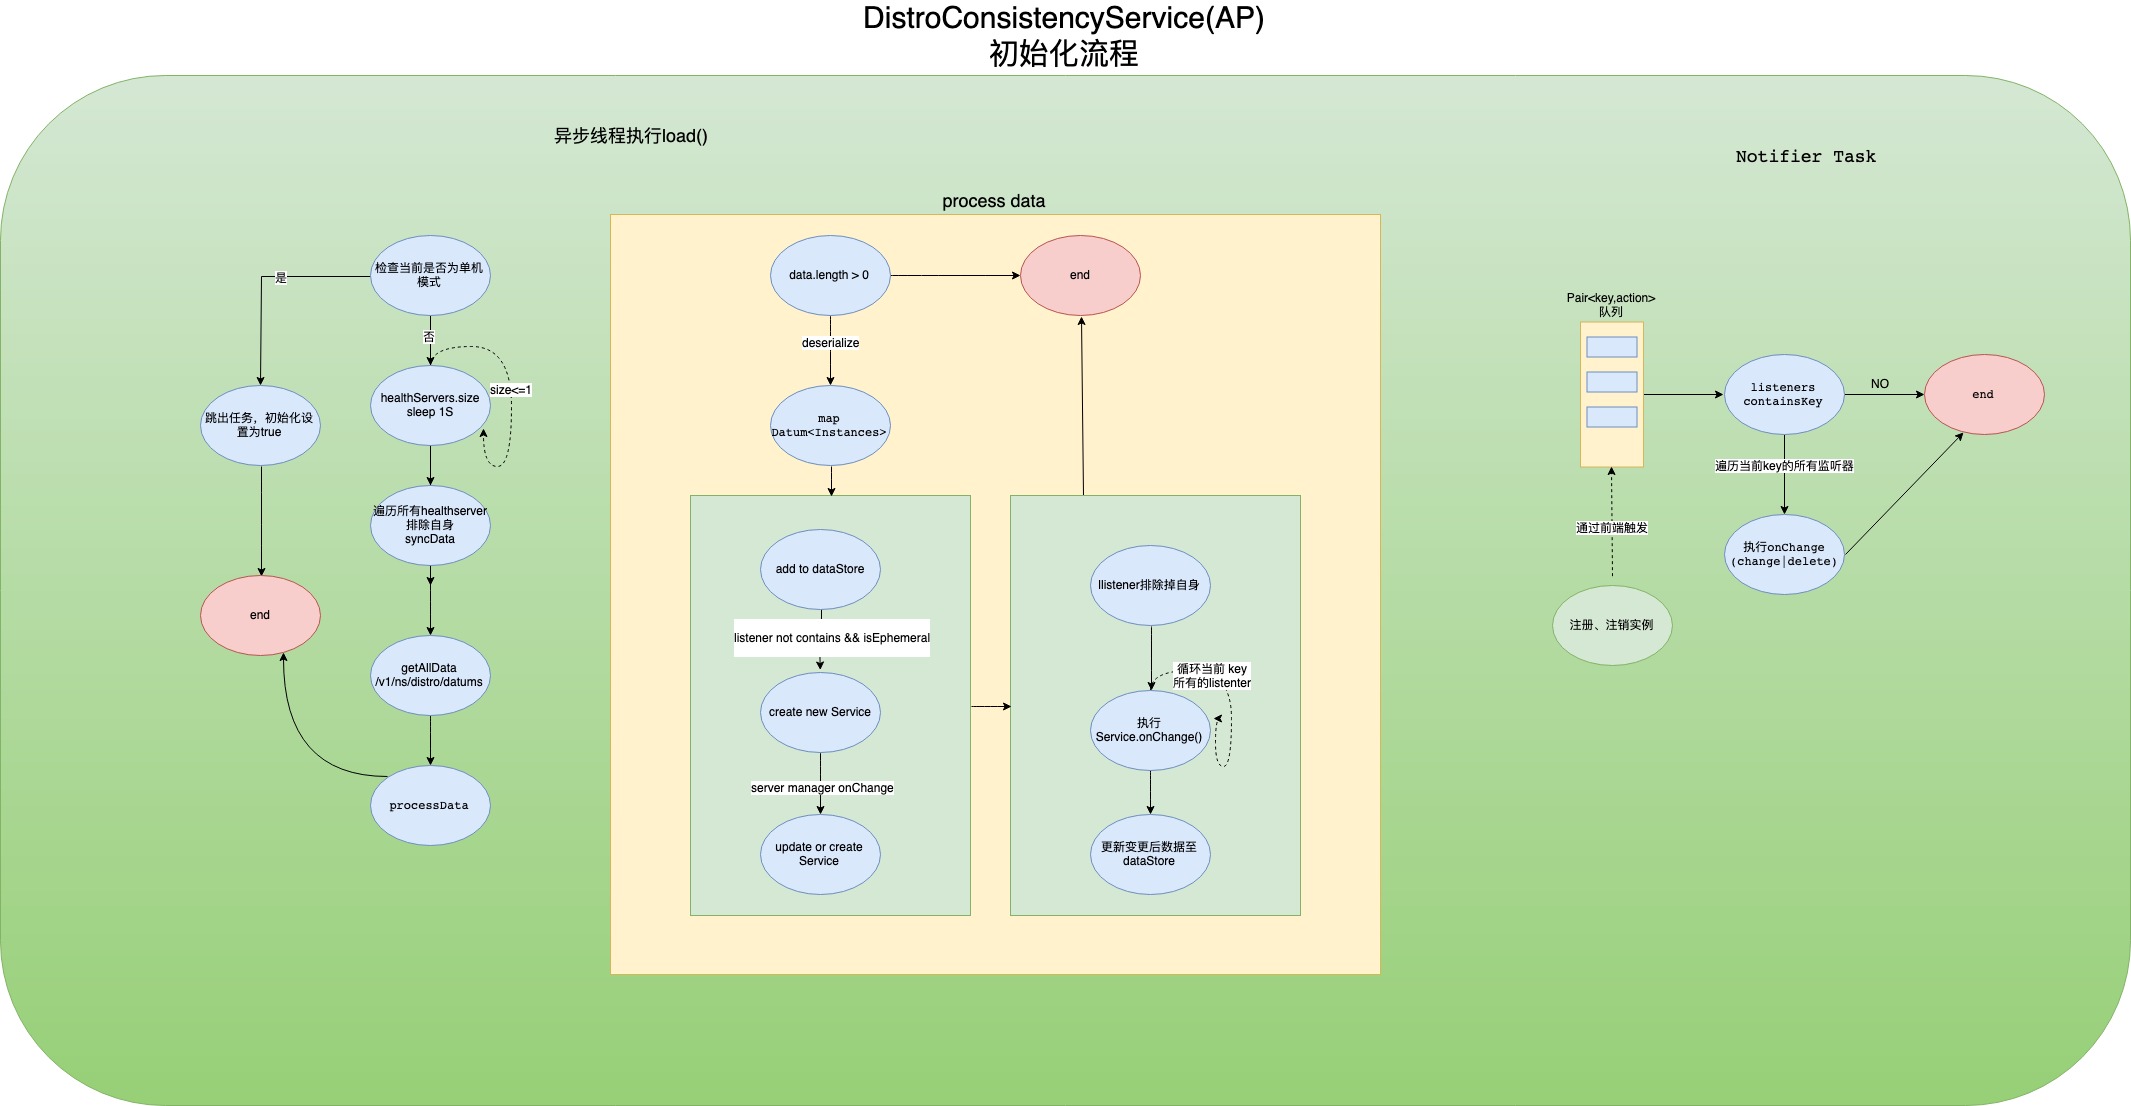 DistroConsistencyService(AP)
初始化流程
异步线程执行load()
检查当前是否为单机
模式
是
否
跳出任务，初始化设
置为true
end
healthServers.size
sleep 1S
size<=1
遍历所有healthserver
排除自身
syncData
getAllData
/v1/ns/distro/datums
processData
process data
data.length > 0
end
deserialize
map
Datum<Instances>
add to dataStore
listener not contains && isEphemeral
create new Service
server manager onChange
update or create
Service
llistener排除掉自身
循环当前 key
所有的listenter
执行
Service.onChange()
更新变更后数据至
dataStore
Notifier Task
Pair<key,action>
队列
通过前端触发
注册、注销实例
listeners
containsKey
NO
end
遍历当前key的所有监听器
执行onChange
(change|delete)